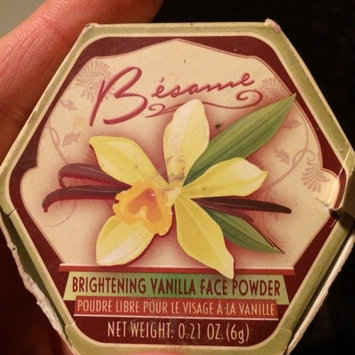 Bésame
BRIGHTENING VANILLA FACE POWDER
POUDRE LIBRE POUR LE VISAGE À LA VANILLE
NET WEIGHT: 0.21 OZ. (6g)